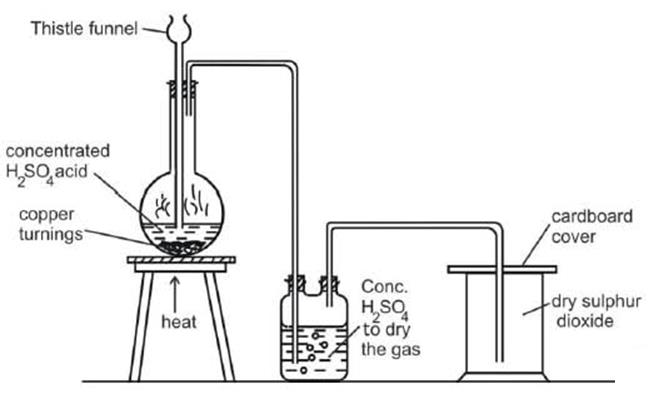 Thistle funnel
concentrated
H₂SO₄ acid
copper
turnings
heat
Conc.
H₂SO₄
to dry
the gas
cardboard
cover
dry sulphur
dioxide